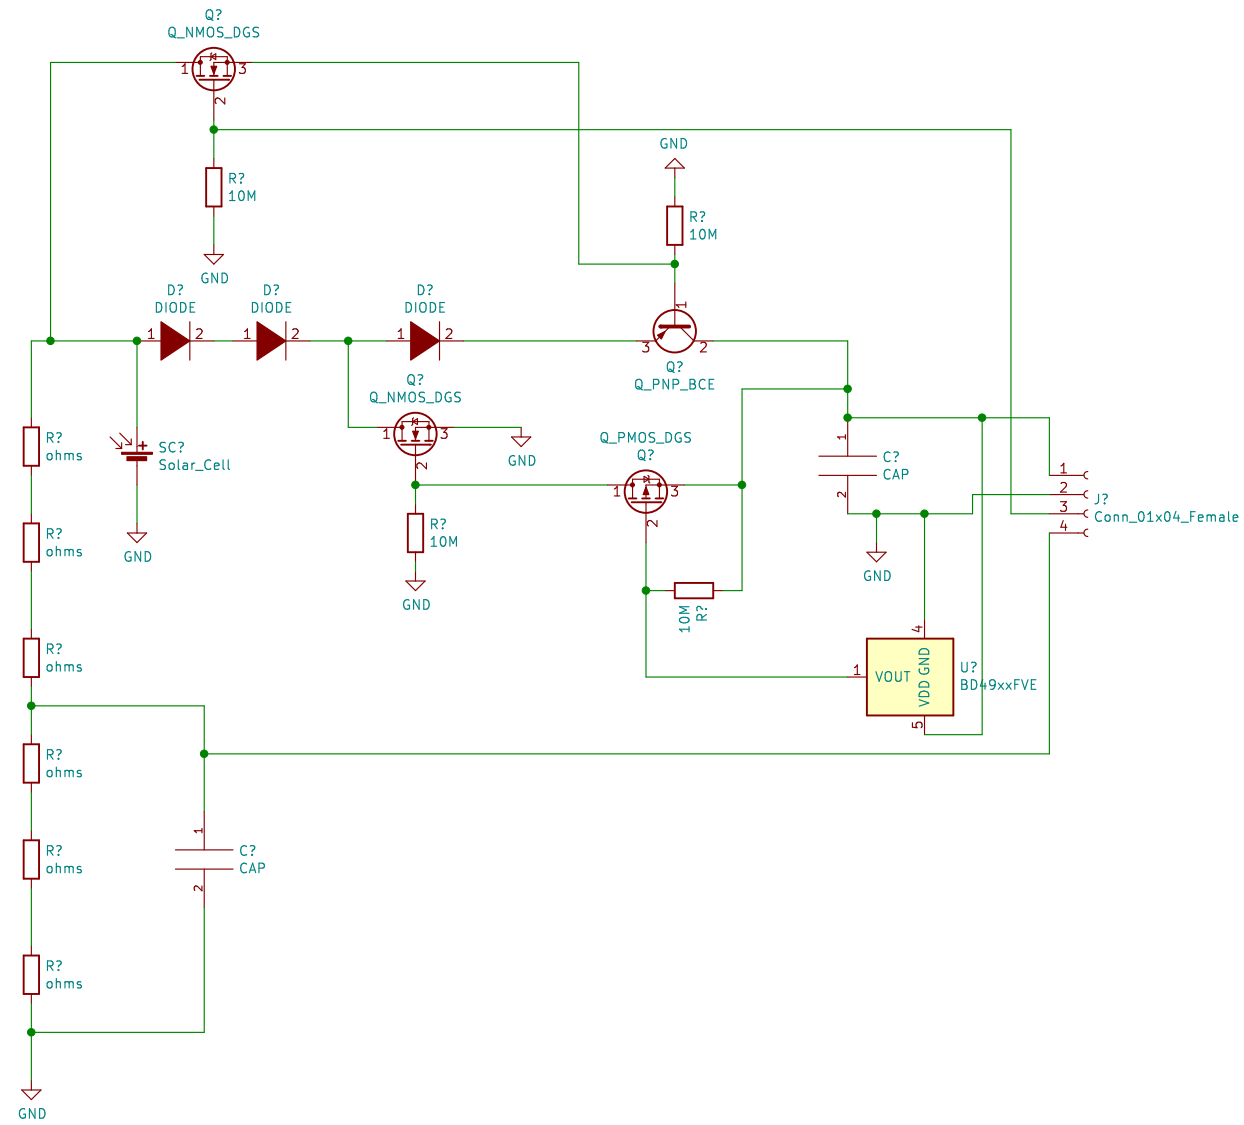 Q?
Q_NMOS_DGS
1
3
2
GND
R?
10M
R?
10M
GND
D?
DIODE
D?
DIODE
D?
DIODE
1
2
1
2
1
2
1
3
2
Q?
Q_PNP_BCE
Q?
Q_NMOS_DGS
1
3
2
GND
R?
ohms
SC?
Solar_Cell
GND
Q_PMOS_DGS
Q?
1
3
2
1
C?
CAP
2
1
2
3
4
J?
Conn_01x04_Female
R?
ohms
R?
10M
GND
GND
10M
R?
R?
ohms
4
1
VOUT
GND
VDD
5
U?
BD49xxFVE
R?
ohms
1
C?
CAP
2
R?
ohms
R?
ohms
GND